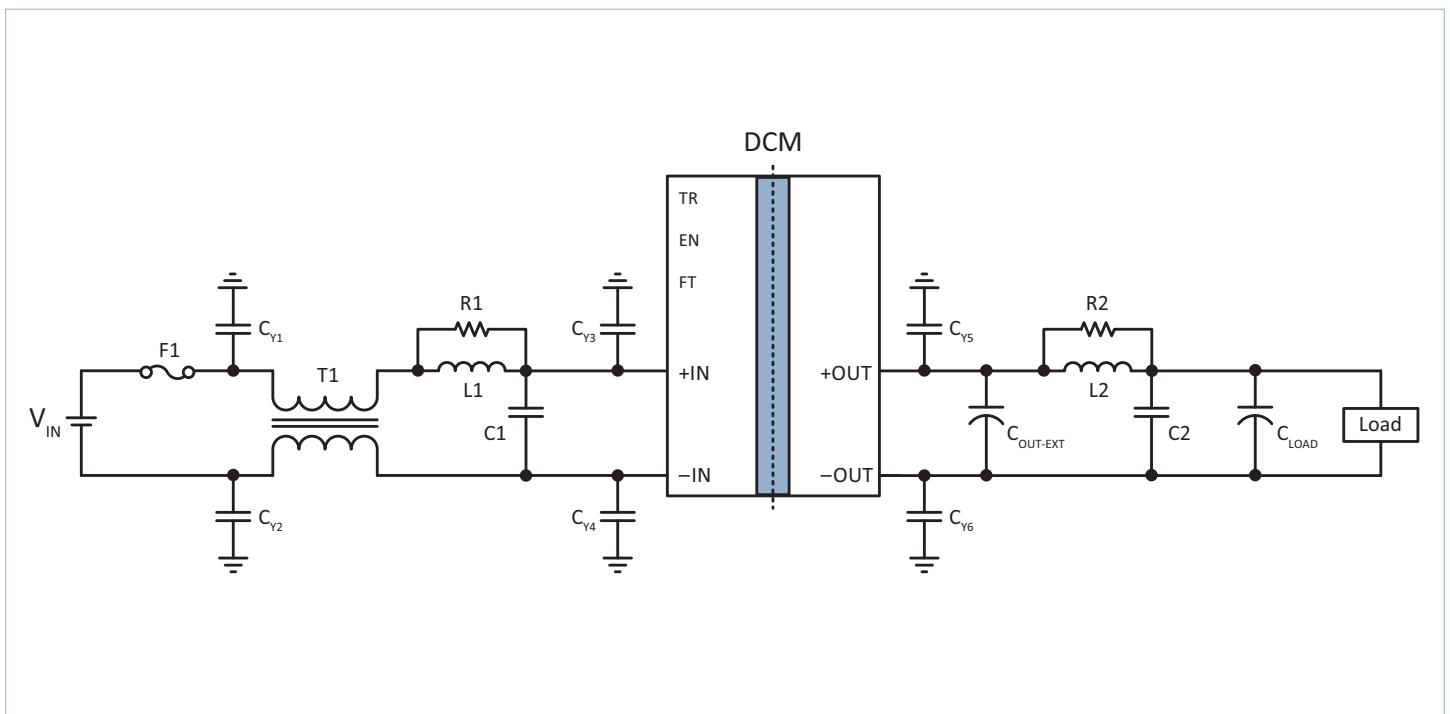 DCM
TR
EN
FT
R1
R2
CY1
CY3
CY5
F1
T1
L1
+IN
+OUT
L2
VIN
C1
COUT-EXT
C2
CLOAD
Load
–IN
–OUT
CY2
CY4
CY6